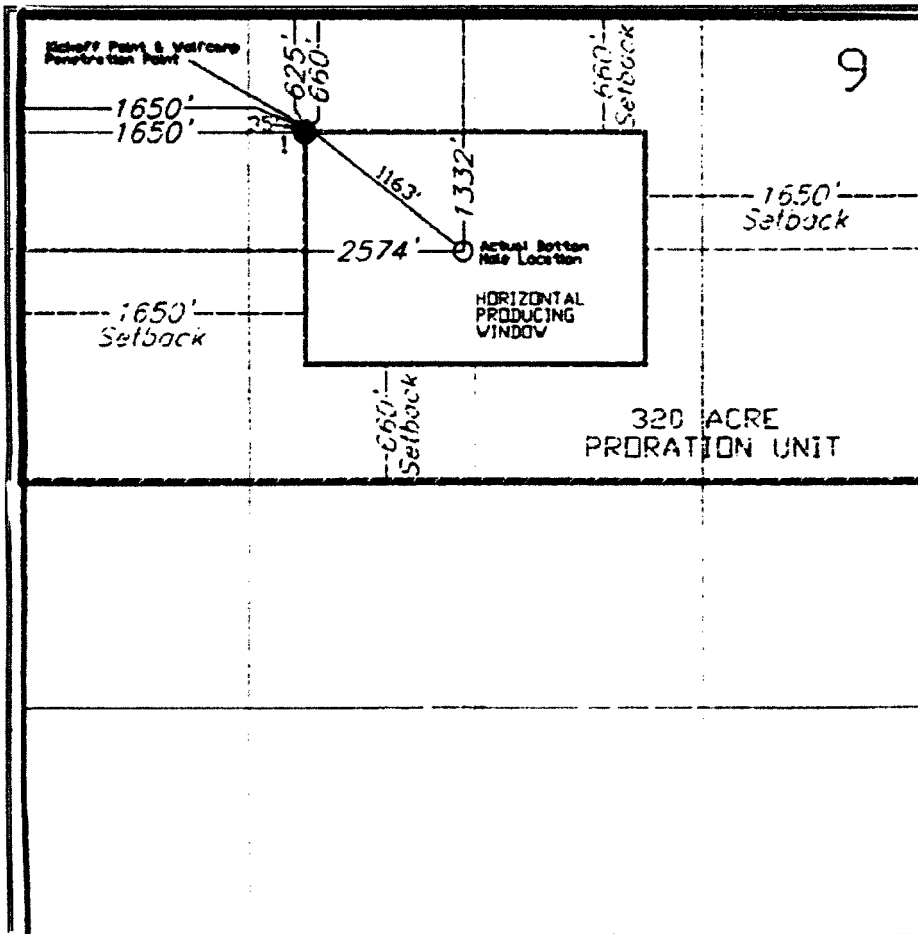 Kickoff Point & Wolfcamp
Penetration Point
625'
660'
660'
Setback
9
1650'
1650'
1163'
1332'
1650'
Setback
2574'
Actual Bottom
Hole Location
HORIZONTAL
PRODUCING
WINDOW
1650'
Setback
660'
Setback
320 ACRE
PRORATION UNIT